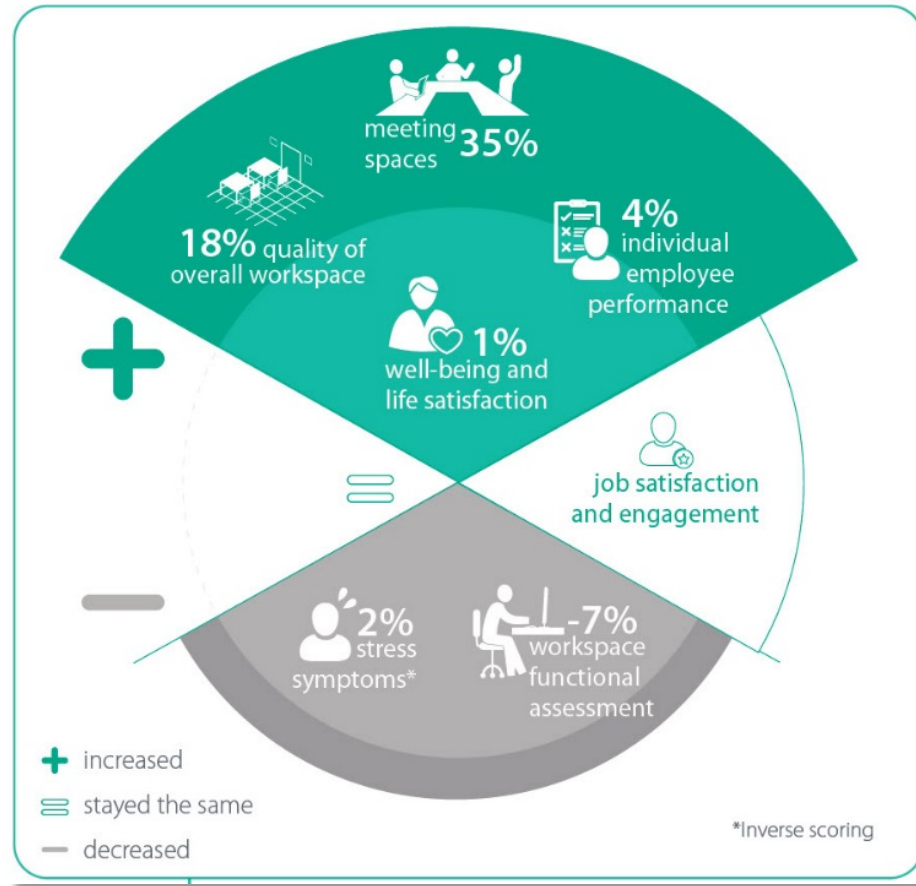 meeting
spaces 35%
18% quality of
overall workspace
4%
individual
employee
performance
1%
well-being and
life satisfaction
job satisfaction
and engagement
2%
stress
symptoms*
-7%
workspace
functional
assessment
increased
stayed the same
decreased
*Inverse scoring